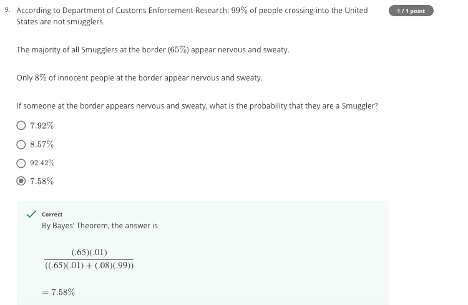 9. According to Department of Customs Enforcement Research: 99% of people crossing into the United
States are not smugglers.
1 / 1 point
The majority of all Smugglers at the border (65%) appear nervous and sweaty.
Only 8% of innocent people at the border appear nervous and sweaty.
If someone at the border appears nervous and sweaty, what is the probability that they are a Smuggler?
7.92%
8.57%
92.42%
7.58%
Correct
By Bayes' Theorem, the answer is
(.65)(.01)
((.65)(.01) + (.08)(.99))
= 7.58%